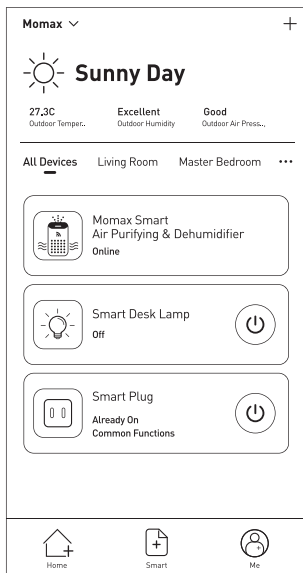 Momax
Sunny Day
27.3C Excellent Good
Outdoor Temper.. Outdoor Humidity Outdoor Air Press...
All Devices Living Room Master Bedroom
Momax Smart
Air Purifying & Dehumidifier
Online
Smart Desk Lamp
Off
Smart Plug
Already On
Common Functions
Home Smart Me